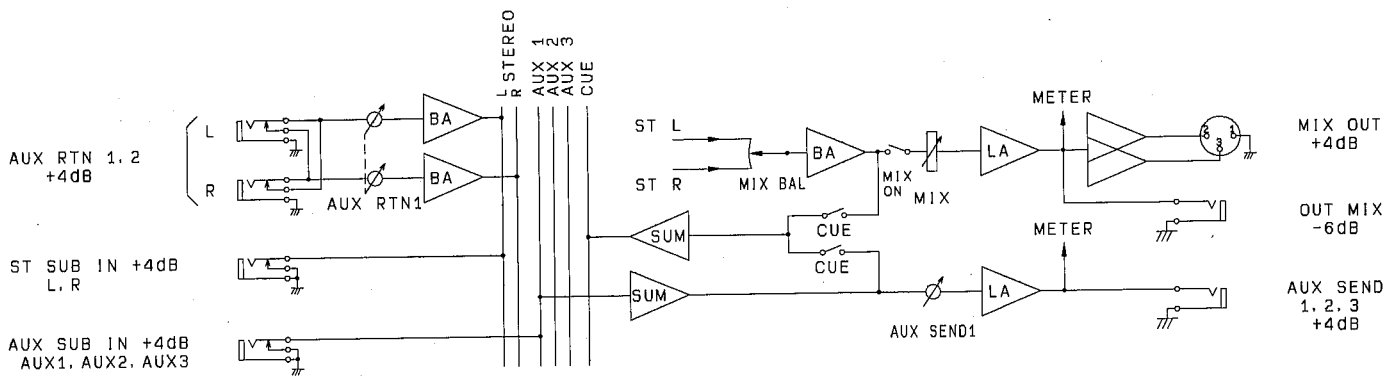 L STEREO
R
AUX 1
AUX 2
AUX 3
CUE
AUX RTN 1, 2
+4dB
L
R
BA
BA
AUX RTN1
ST SUB IN +4dB
L, R
AUX SUB IN +4dB
AUX1, AUX2, AUX3
ST L
ST R
MIX BAL
BA
MIX
ON
MIX
LA
METER
2
1
3
MIX OUT
+4dB
OUT MIX
-6dB
SUM
CUE
CUE
SUM
AUX SEND1
LA
METER
AUX SEND
1, 2, 3
+4dB